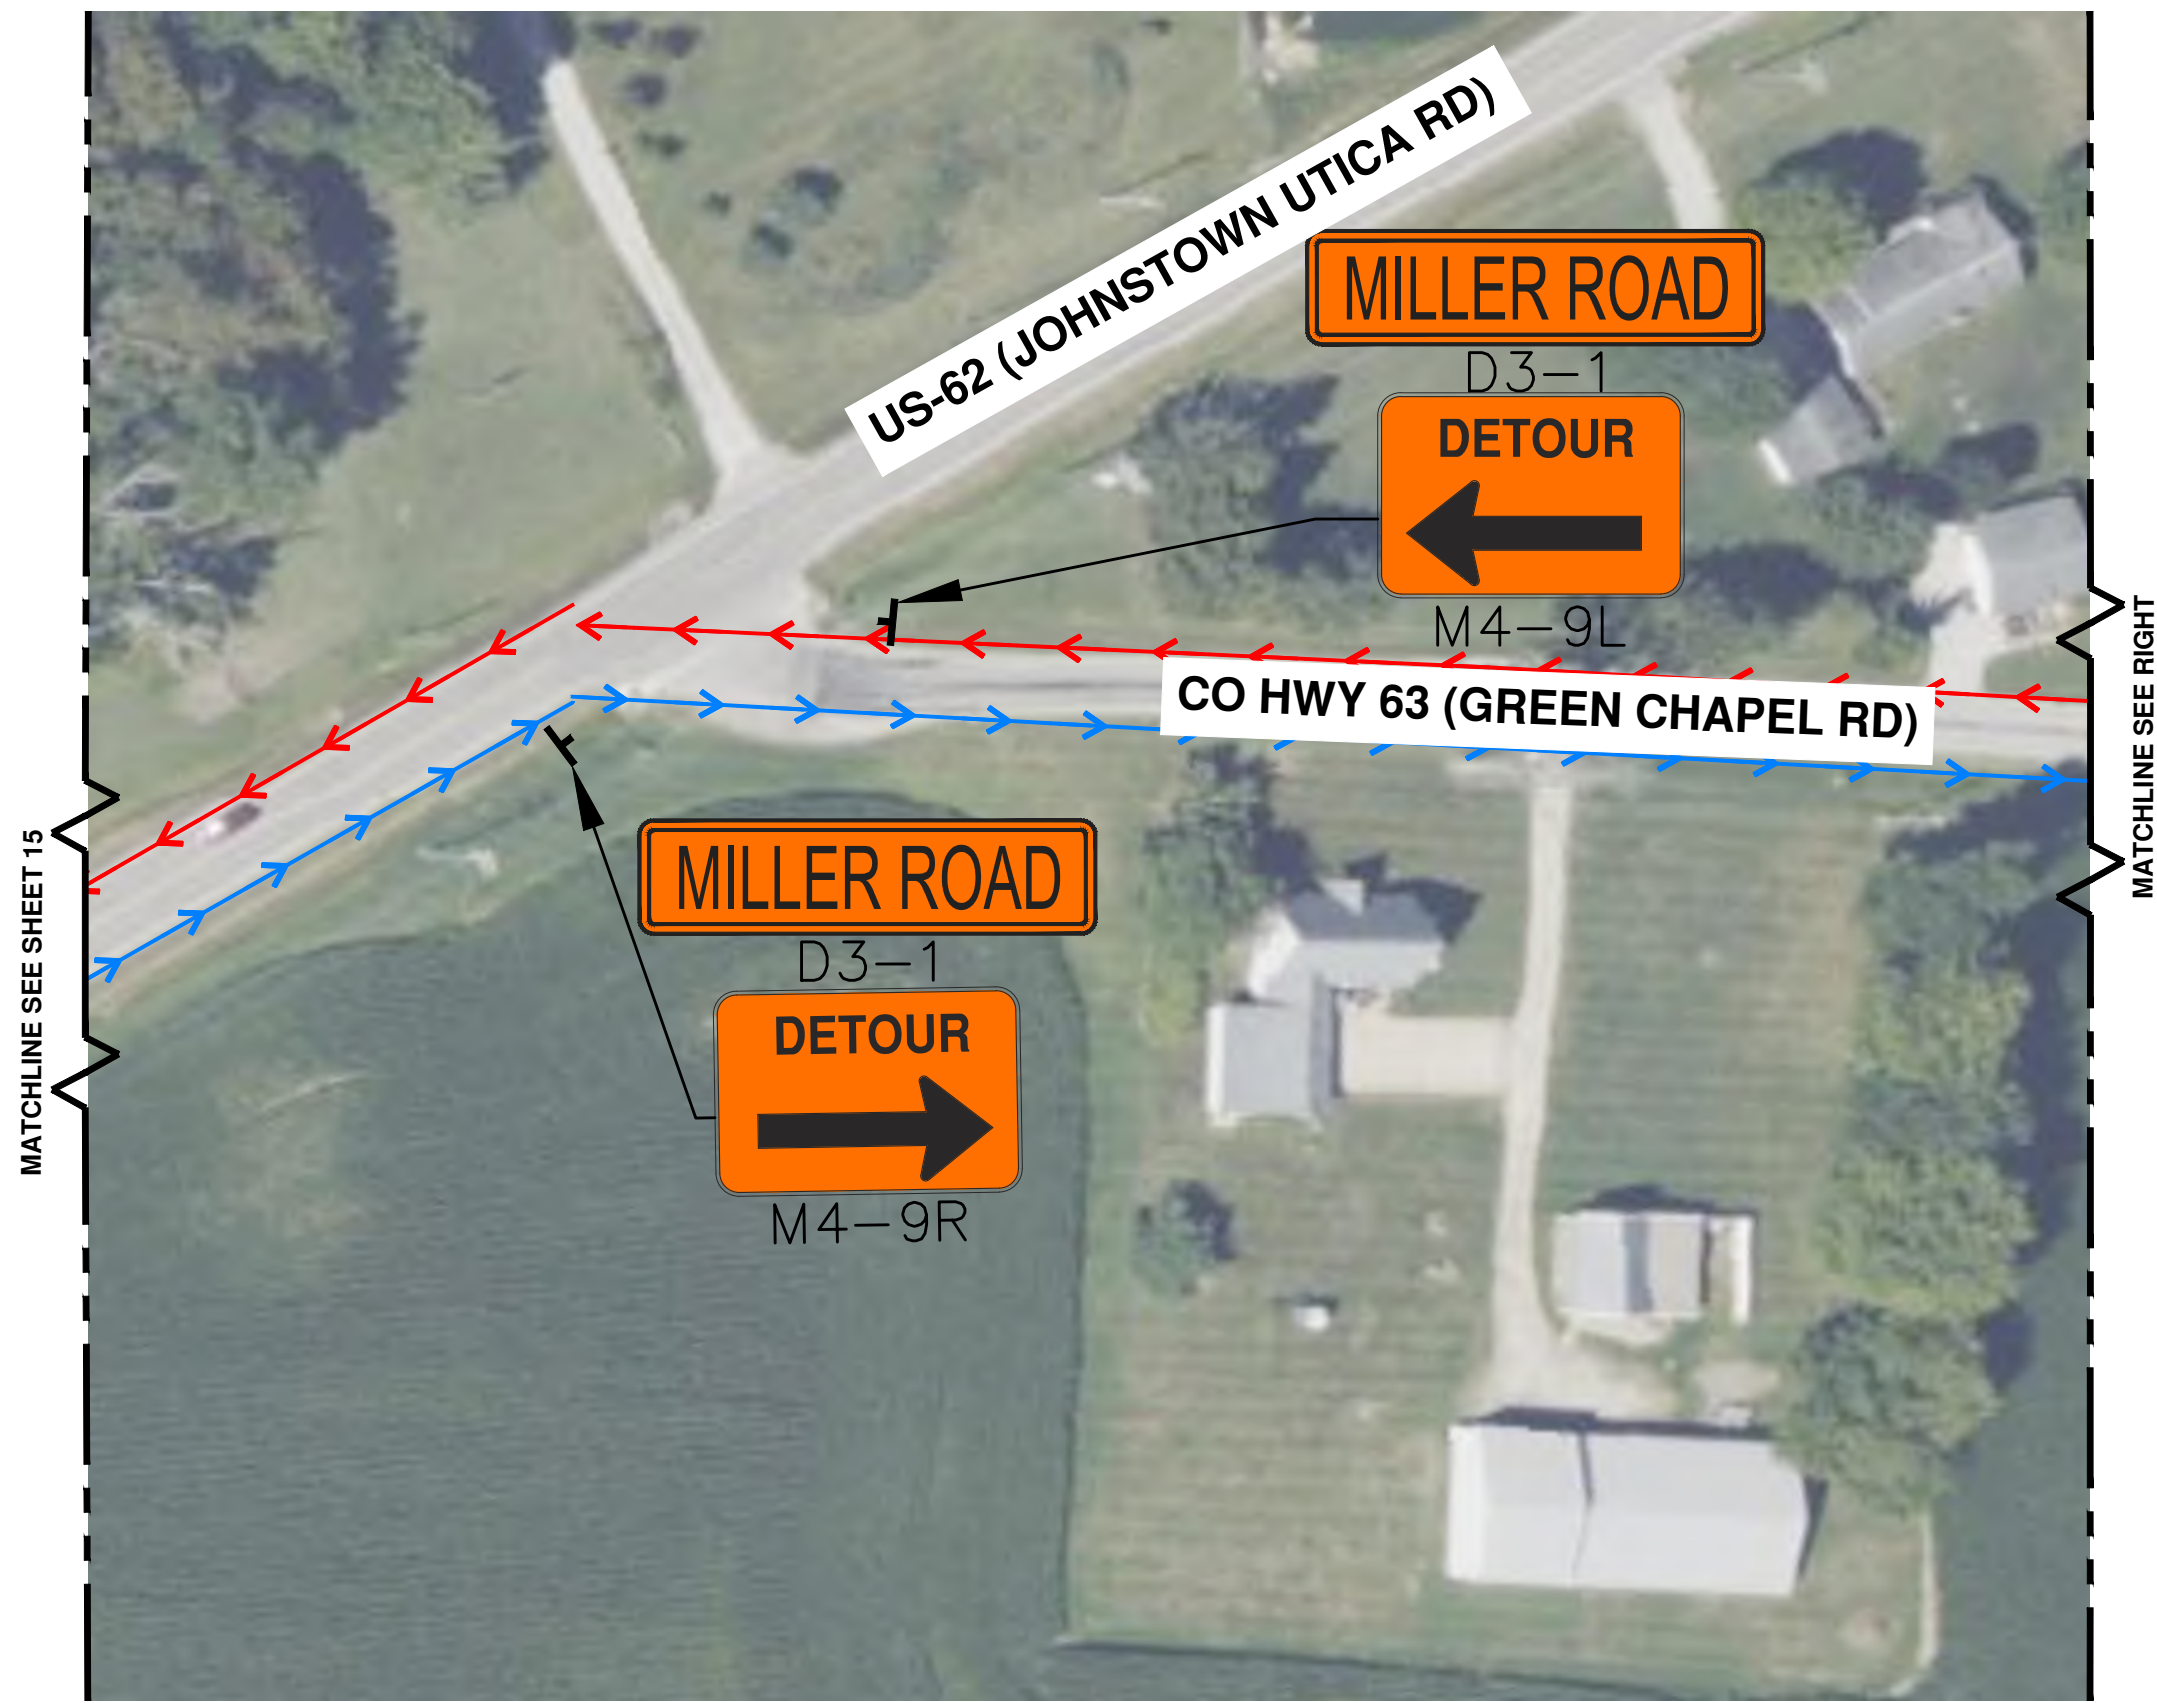 US-62 (JOHNSTOWN UTICA RD)
MILLER ROAD
D3-1
DETOUR
M4-9L
CO HWY 63 (GREEN CHAPEL RD)
MATCHLINE SEE RIGHT
MATCHLINE SEE SHEET 15
MILLER ROAD
D3-1
DETOUR
M4-9R